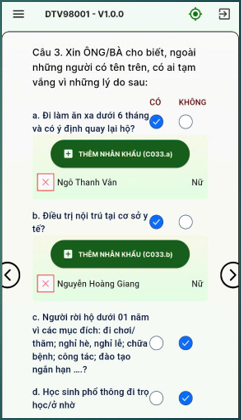 DTV98001 - V1.0.0
Câu 3. Xin ÔNG/BÀ cho biết, ngoài
những người có tên trên, có ai tạm
vắng vì những lý do sau:
CÓ KHÔNG
a. Đi làm ăn xa dưới 6 tháng
và có ý định quay lại hộ?
THÊM NHÂN KHẨU (C033.a)
Ngô Thanh Vân Nữ
b. Điều trị nội trú tại cơ sở y
tế?
THÊM NHÂN KHẨU (C033.b)
Nguyễn Hoàng Giang Nữ
c. Người rời hộ dưới 01 năm
vì các mục đích: đi chơi/
thăm; nghỉ hè, nghỉ lễ; chữa
bệnh; công tác; đào tạo
ngắn hạn ....?
d. Học sinh phổ thông đi trọ
học/ở nhờ